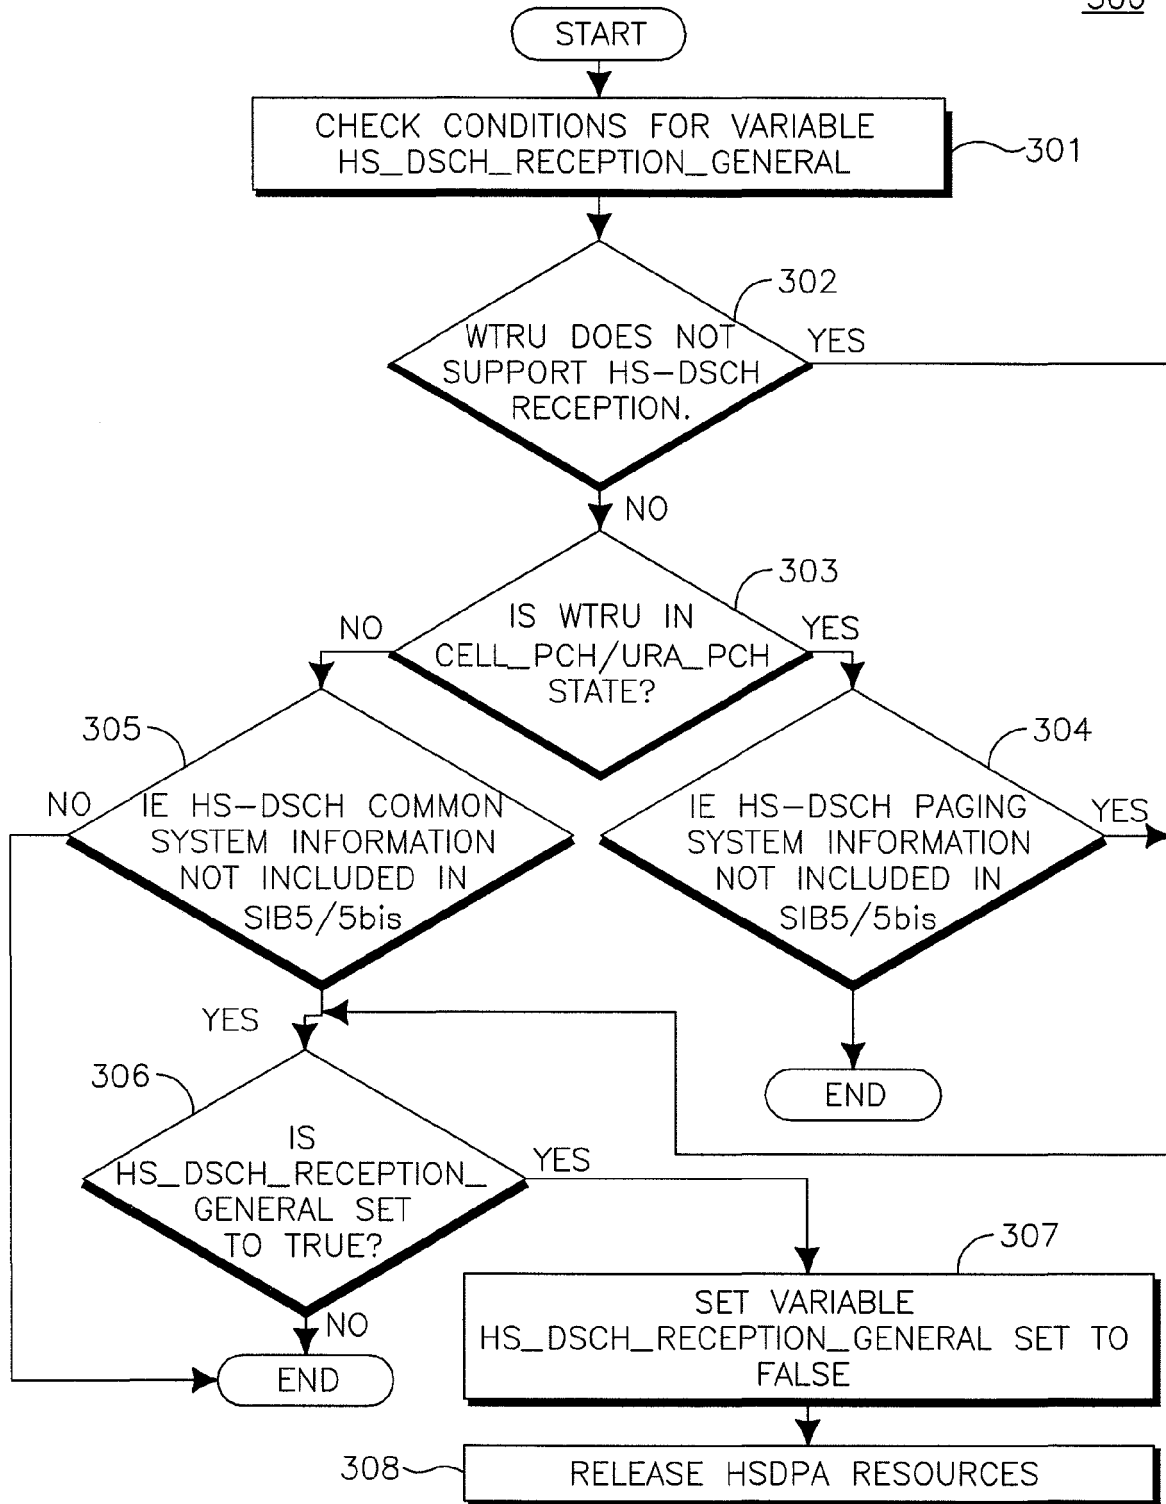 START
CHECK CONDITIONS FOR VARIABLE
HS_DSCH_RECEPTION_GENERAL
301
302
WTRU DOES NOT
SUPPORT HS-DSCH
RECEPTION.
YES
NO
303
IS WTRU IN
CELL_PCH/URA_PCH
STATE?
NO
YES
305
NO
IE HS-DSCH COMMON
SYSTEM INFORMATION
NOT INCLUDED IN
SIB5/5bis
304
IE HS-DSCH PAGING
SYSTEM INFORMATION
NOT INCLUDED IN
SIB5/5bis
YES
YES
END
306
IS
HS_DSCH_RECEPTION_
GENERAL SET
TO TRUE?
YES
NO
END
307
SET VARIABLE
HS_DSCH_RECEPTION_GENERAL SET TO
FALSE
308
RELEASE HSDPA RESOURCES